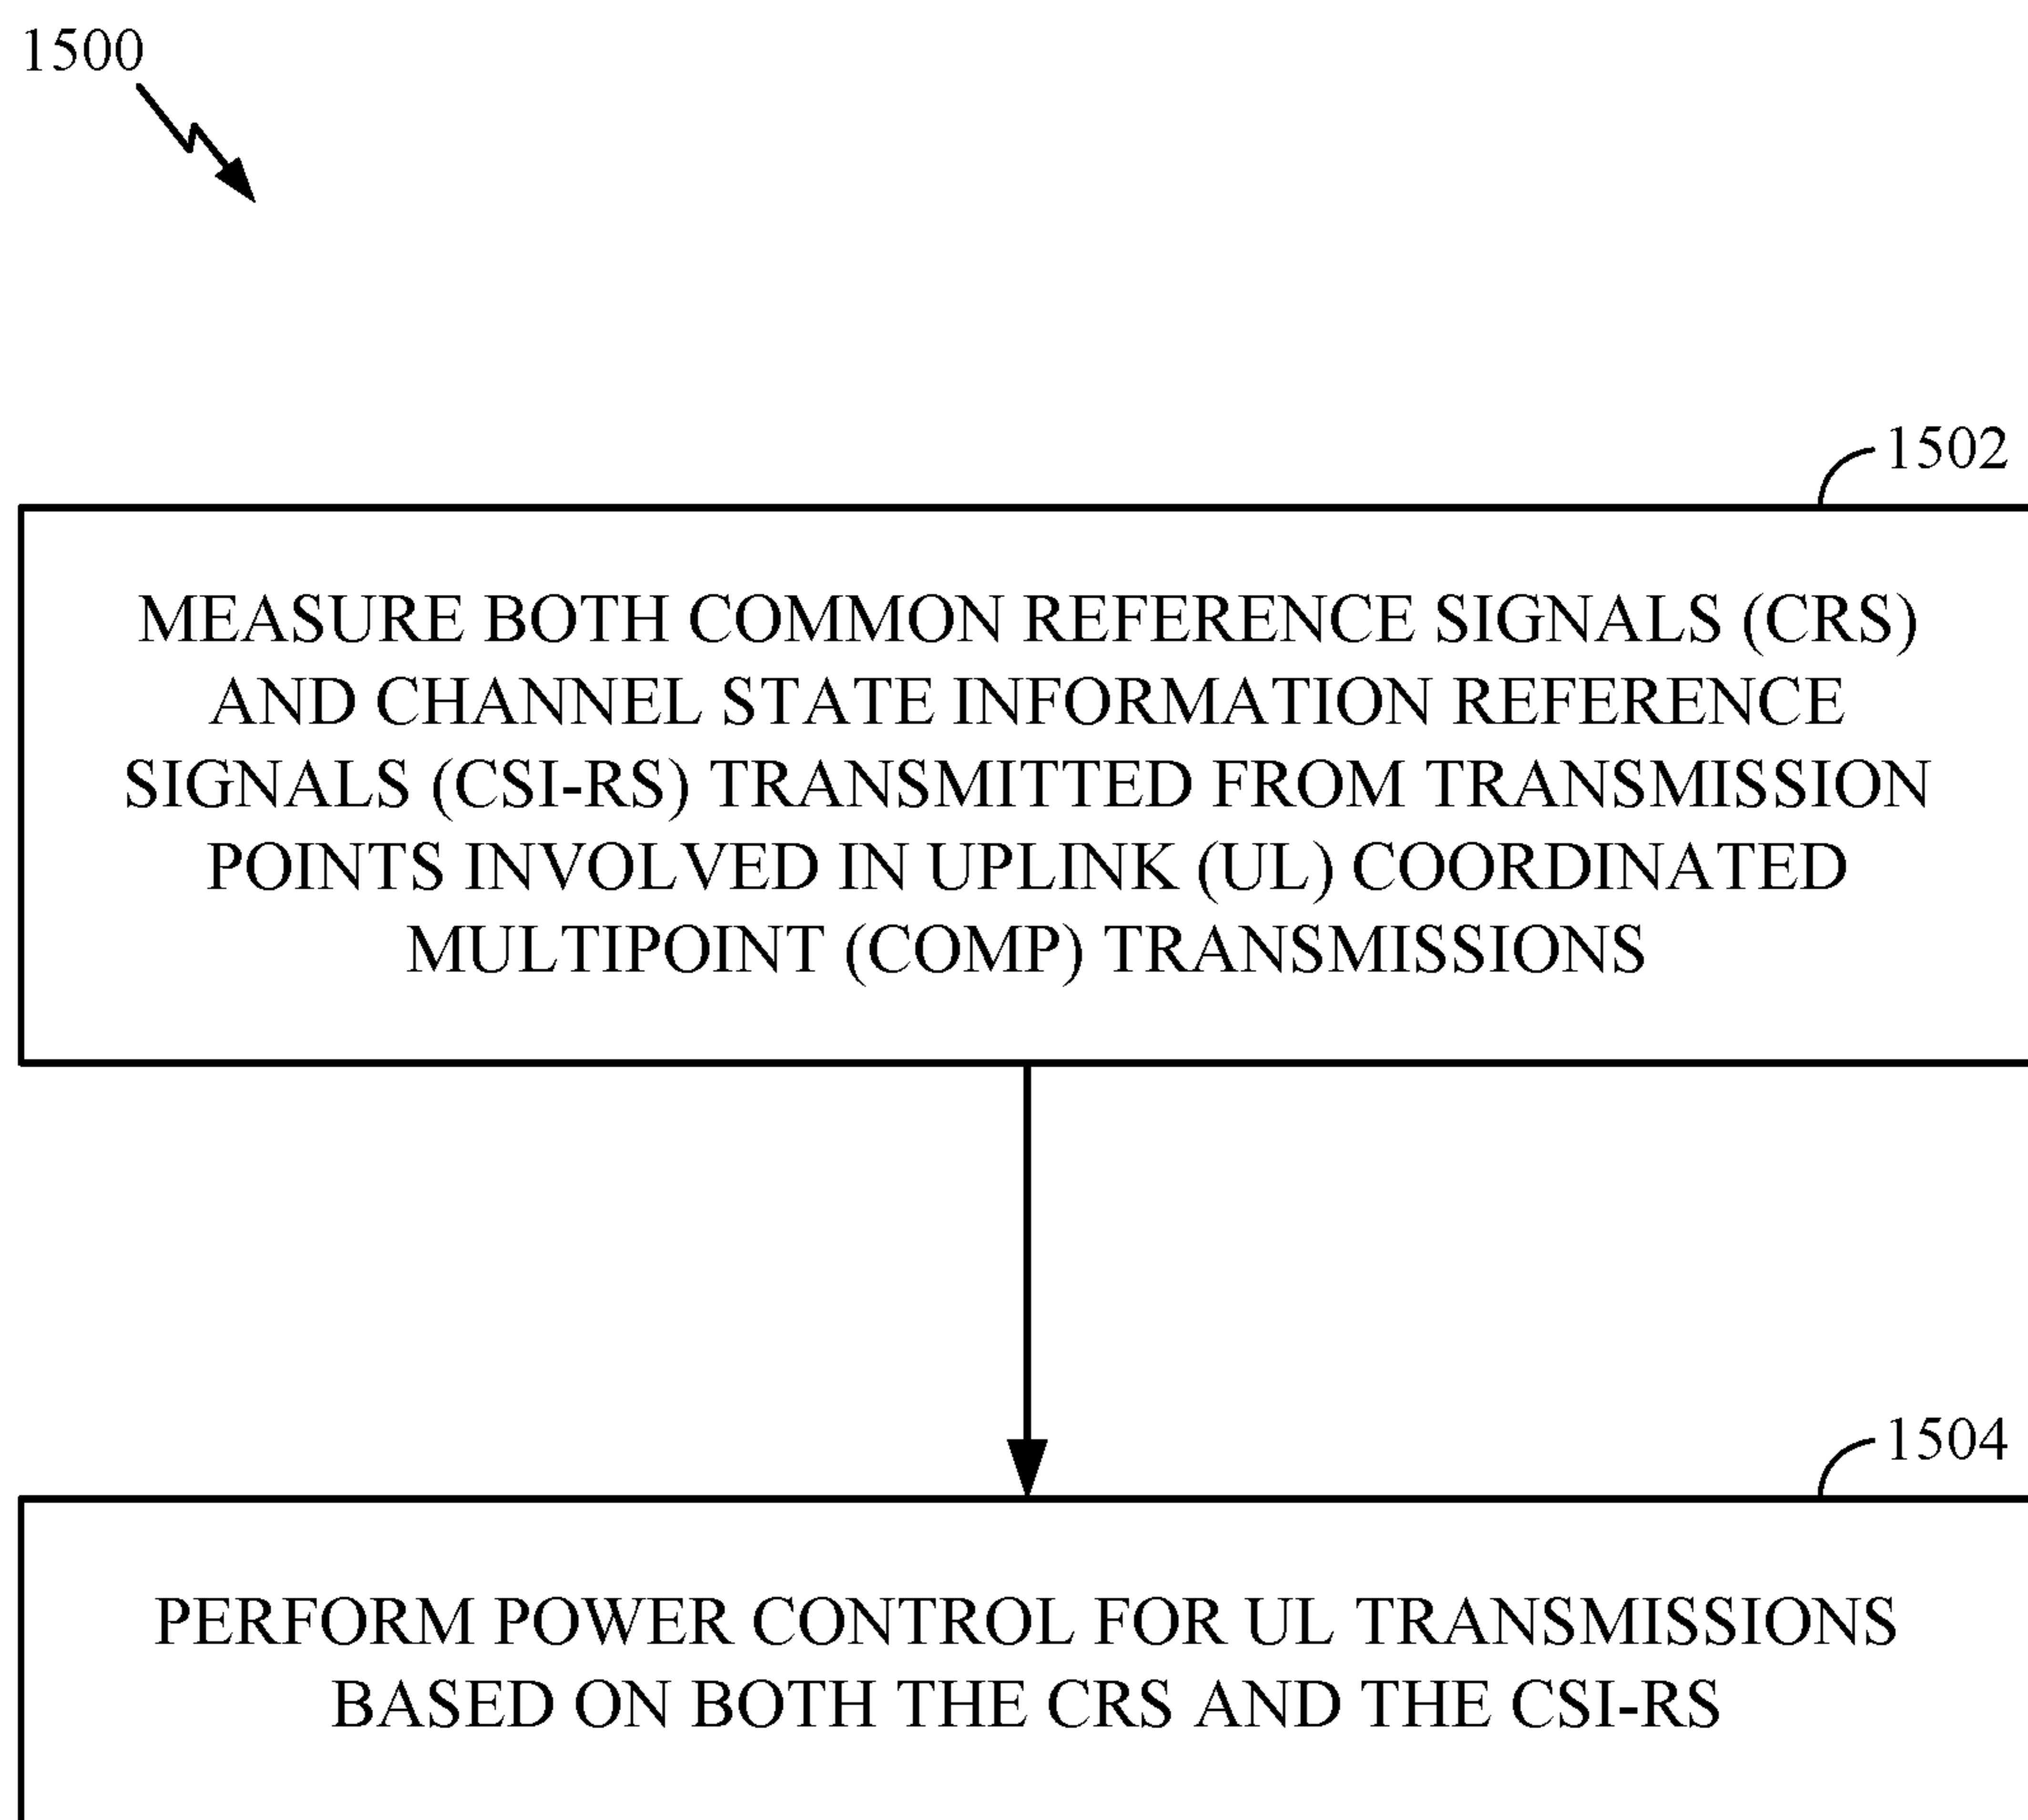 1500
1502
MEASURE BOTH COMMON REFERENCE SIGNALS (CRS)
AND CHANNEL STATE INFORMATION REFERENCE
SIGNALS (CSI-RS) TRANSMITTED FROM TRANSMISSION
POINTS INVOLVED IN UPLINK (UL) COORDINATED
MULTIPOINT (COMP) TRANSMISSIONS
1504
PERFORM POWER CONTROL FOR UL TRANSMISSIONS
BASED ON BOTH THE CRS AND THE CSI-RS